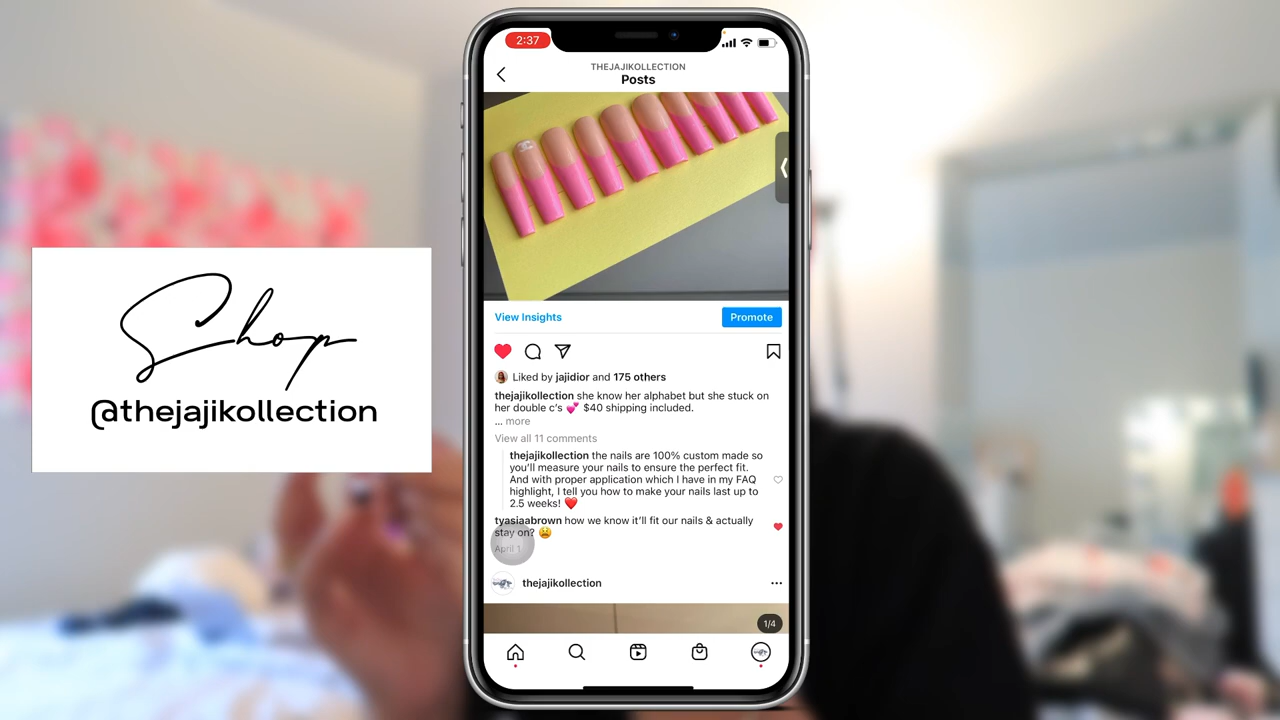 2:37
THEJAJIKOLLECTION
Posts
View Insights
Promote
Liked by jajidior and 175 others
thejajikollection she know her alphabet but she stuck on
her double c's 💕 $40 shipping included.
... more
View all 11 comments
thejajikollection the nails are 100% custom made so
you'll measure your nails to ensure the perfect fit.
And with proper application which I have in my FAQ
highlight, I tell you how to make your nails last up to
2.5 weeks! ❤️
tyasiaabrown how we know it'll fit our nails & actually
stay on? 😩
April 1
thejajikollection
1/4
Shop
@thejajikollection